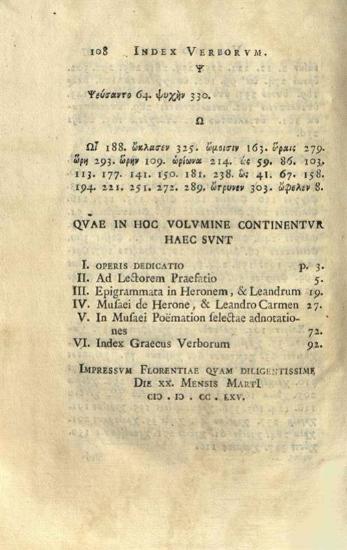 108 INDEX VERBORVM.
Ψ
Ψεύσαντο 64. ψυχὴν 330.
Ω
Ὦῖ 188. ὤκλασεν 325. ὤμοισιν 163. ὥραις 279.
ὥρη 293. ὥρην 109. ὠρίωνα 214. ὡς 59. 86. 103.
113. 177. 141. 150. 181. 238. ὣς 41. 67. 158.
194. 221. 251. 272. 289. ὤτρυνεν 303. ὤφελεν 8.
QVAE IN HOC VOLVMINE CONTINENTVR
HAEC SVNT
I. OPERIS DEDICATIO p. 3.
II. Ad Lectorem Praefatio 5.
III. Epigrammata in Heronem, & Leandrum 19.
IV. Musaei de Herone, & Leandro Carmen 27.
V. In Musaei Poëmation selectae adnotatio-
nes 72.
VI. Index Graecus Verborum 92.
IMPRESSVM FLORENTIAE QVAM DILIGENTISSIME
DIE XX. MENSIS MARTI
CIↃ . IↃ . CC . LXV.